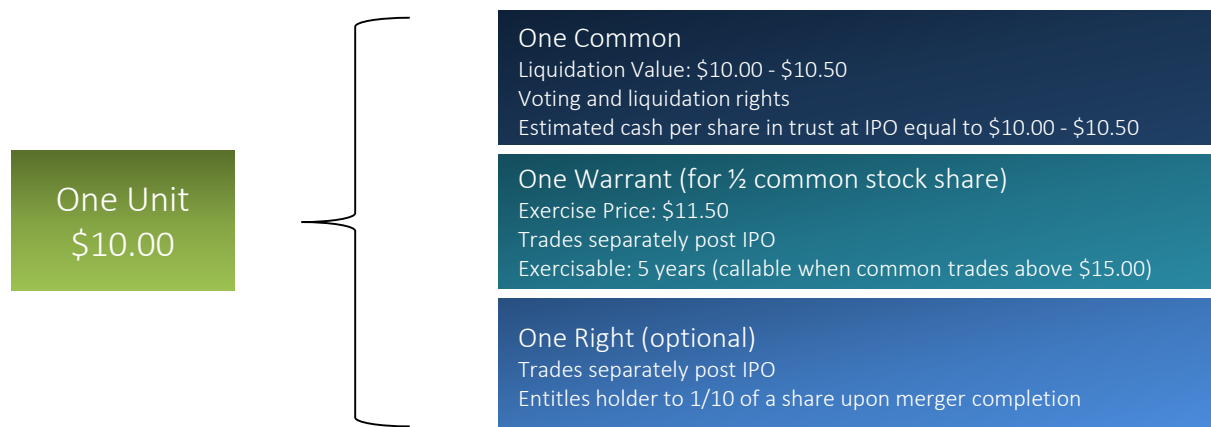 One Unit
$10.00
One Common
Liquidation Value: $10.00 - $10.50
Voting and liquidation rights
Estimated cash per share in trust at IPO equal to $10.00 - $10.50
One Warrant (for ½ common stock share)
Exercise Price: $11.50
Trades separately post IPO
Exercisable: 5 years (callable when common trades above $15.00)
One Right (optional)
Trades separately post IPO
Entitles holder to 1/10 of a share upon merger completion